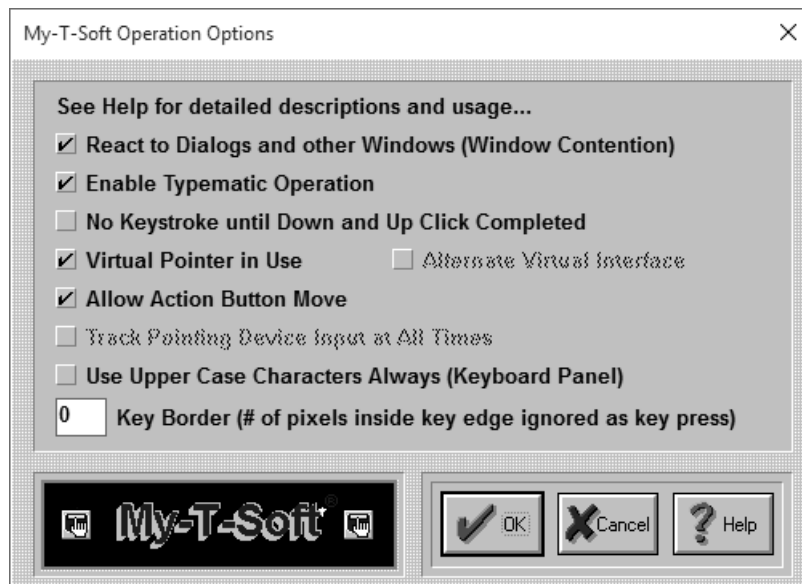 My-T-Soft Operation Options
See Help for detailed descriptions and usage...
React to Dialogs and other Windows (Window Contention)
Enable Typematic Operation
No Keystroke until Down and Up Click Completed
Virtual Pointer in Use
Alternate Virtual Interface
Allow Action Button Move
Track Pointing Device Input at All Times
Use Upper Case Characters Always (Keyboard Panel)
0 Key Border (# of pixels inside key edge ignored as key press)
My-T-Soft®
OK
Cancel
Help